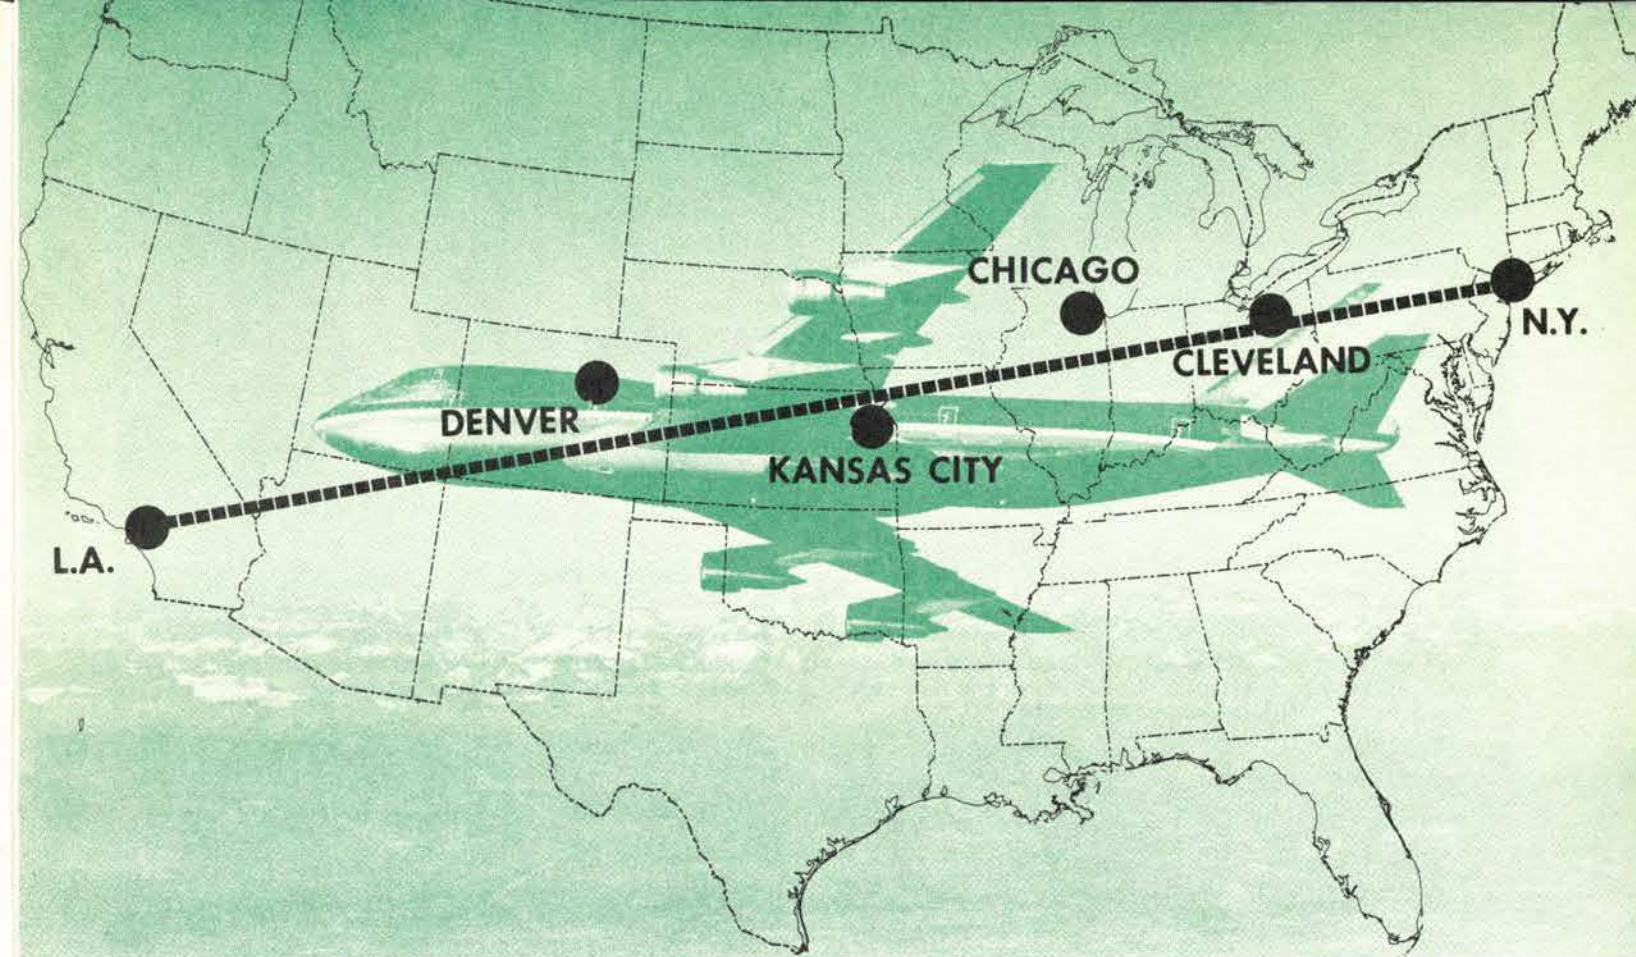 CHICAGO
N.Y.
CLEVELAND
DENVER
KANSAS CITY
L.A.